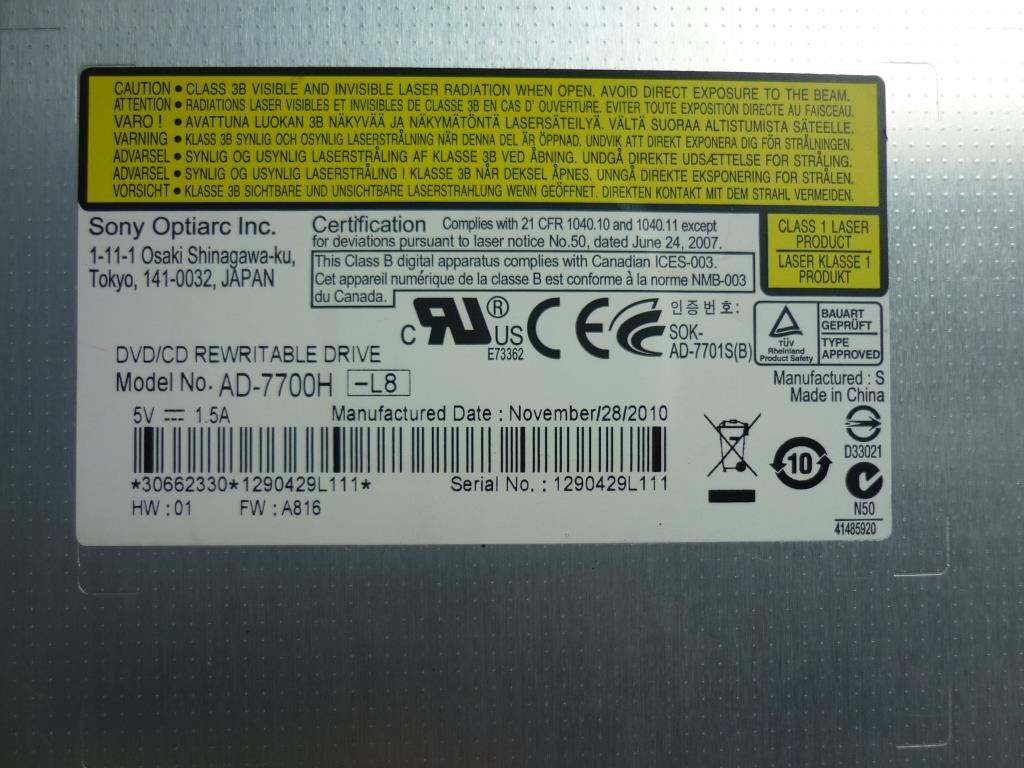 CAUTION • CLASS 3B VISIBLE AND INVISIBLE LASER RADIATION WHEN OPEN. AVOID DIRECT EXPOSURE TO THE BEAM.
ATTENTION • RADIATIONS LASER VISIBLES ET INVISIBLES DE CLASSE 3B EN CAS D' OUVERTURE. EVITER TOUTE EXPOSITION DIRECTE AU FAISCEAU.
VARO ! • AVATTUNA LUOKAN 3B NÄKYVÄÄ JA NÄKYMÄTÖNTÄ LASERSÄTEILYÄ. VÄLTÄ SUORAA ALTISTUMISTA SÄTEELLE.
VARNING • KLASS 3B SYNLIG OCH OSYNLIG LASERSTRÅLNING NÄR DENNA DEL ÄR ÖPPNAD. UNDVIK ATT DIREKT EXPONERA DIG FÖR STRÅLNINGEN.
ADVARSEL • SYNLIG OG USYNLIG LASERSTRÅLING AF KLASSE 3B VED ÅBNING. UNDGÅ DIREKTE UDSÆTTELSE FOR STRÅLING.
ADVARSEL • SYNLIG OG USYNLIG LASERSTRÅLING I KLASSE 3B NÅR DEKSEL ÅPNES. UNNGÅ DIREKTE EKSPONERING FOR STRÅLEN.
VORSICHT • KLASSE 3B SICHTBARE UND UNSICHTBARE LASERSTRAHLUNG WENN GEÖFFNET. DIREKTEN KONTAKT MIT DEM STRAHL VERMEIDEN.
Sony Optiarc Inc.
1-11-1 Osaki Shinagawa-ku,
Tokyo, 141-0032, JAPAN
Certification Complies with 21 CFR 1040.10 and 1040.11 except
for deviations pursuant to laser notice No.50, dated June 24, 2007.
This Class B digital apparatus complies with Canadian ICES-003.
Cet appareil numérique de la classe B est conforme à la norme NMB-003
du Canada.
CLASS 1 LASER
PRODUCT
LASER KLASSE 1
PRODUKT
C RU ® US
E73362
CE
인증번호:
SOK-
AD-7701S(B)
TÜV
Rheinland
Product Safety
BAUART
GEPRÜFT
TYPE
APPROVED
DVD/CD REWRITABLE DRIVE
Model No. AD-7700H -L8
Manufactured : S
Made in China
5V ⎓ 1.5A Manufactured Date : November/28/2010
*30662330*1290429L111* Serial No. : 1290429L111
HW : 01 FW : A816
10
D33021
N50
41485920